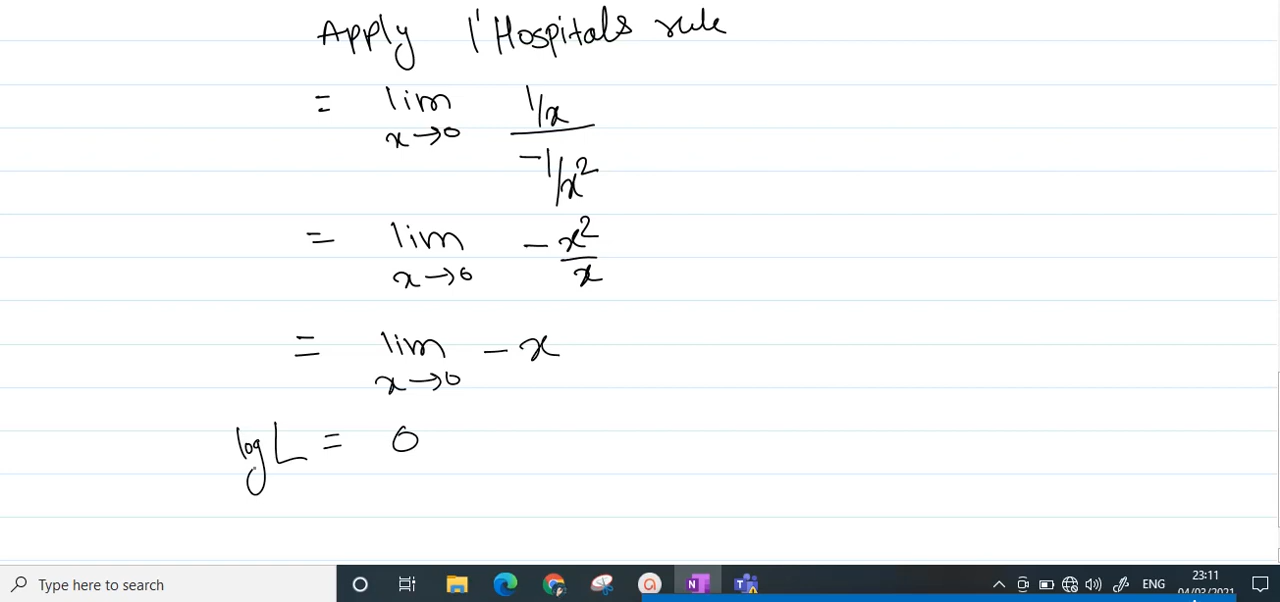 Apply l'Hospitals rule
= lim x→0 1/x / -1/x²
= lim x→0 - x²/x
= lim x→0 - x
log L = 0
Type here to search
ENG
23:11